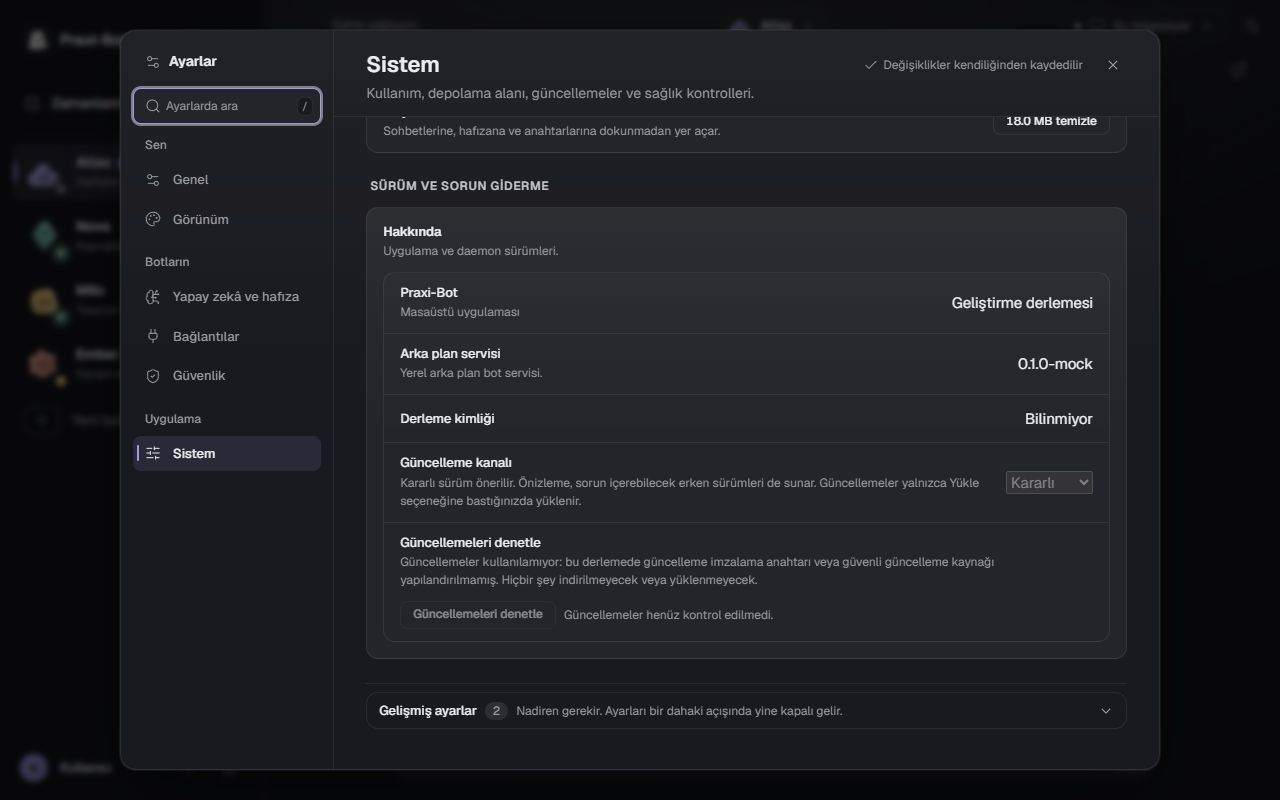 Ayarlar
Ayarlarda ara
/
Sen
Genel
Görünüm
Botların
Yapay zekâ ve hafıza
Bağlantılar
Güvenlik
Uygulama
Sistem
Sistem
Değişiklikler kendiliğinden kaydedilir
Kullanım, depolama alanı, güncellemeler ve sağlık kontrolleri.
Sohbetlerine, hafızana ve anahtarlarına dokunmadan yer açar.
18.0 MB temizle
SÜRÜM VE SORUN GİDERME
Hakkında
Uygulama ve daemon sürümleri.
Praxi-Bot
Masaüstü uygulaması
Geliştirme derlemesi
Arka plan servisi
Yerel arka plan bot servisi.
0.1.0-mock
Derleme kimliği
Bilinmiyor
Güncelleme kanalı
Kararlı sürüm önerilir. Önizleme, sorun içerebilecek erken sürümleri de sunar. Güncellemeler yalnızca Yükle
seçeneğine bastığınızda yüklenir.
Kararlı
Güncellemeleri denetle
Güncellemeler kullanılamıyor: bu derlemede güncelleme imzalama anahtarı veya güvenli güncelleme kaynağı
yapılandırılmamış. Hiçbir şey indirilmeyecek veya yüklenmeyecek.
Güncellemeleri denetle
Güncellemeler henüz kontrol edilmedi.
Gelişmiş ayarlar
2
Nadiren gerekir. Ayarları bir dahaki açışında yine kapalı gelir.